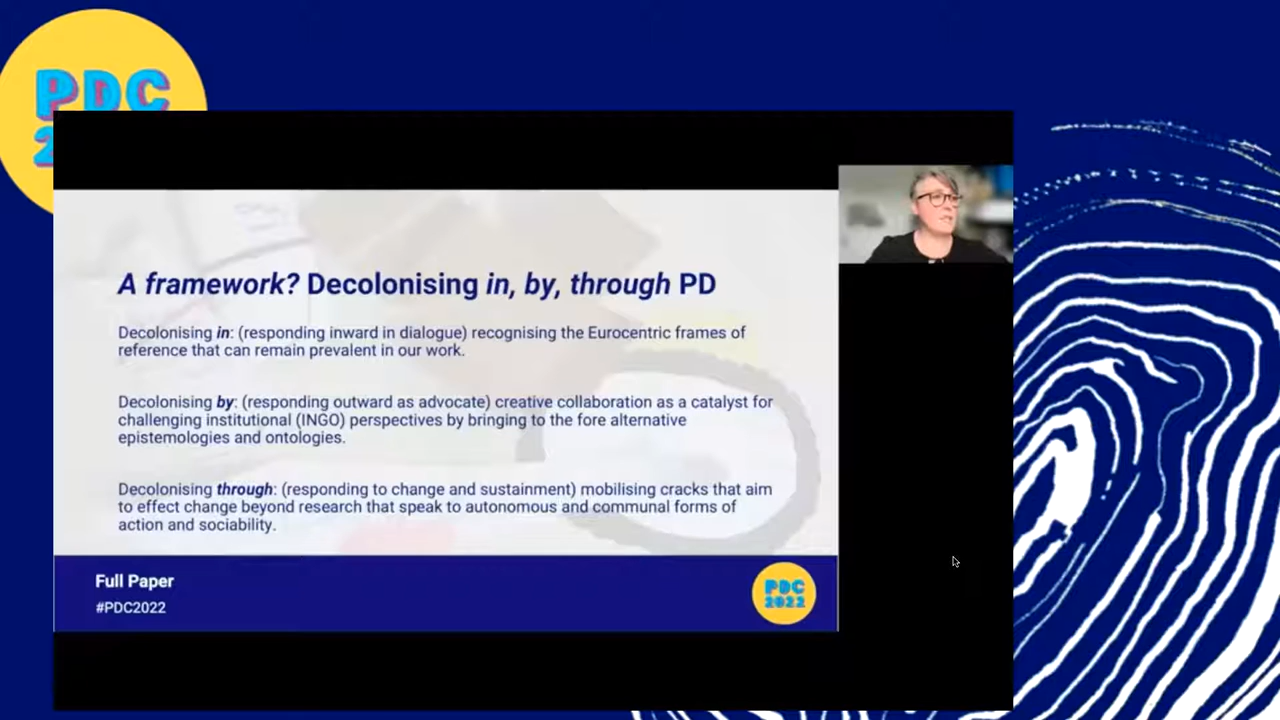 PDC
A framework? Decolonising in, by, through PD
Decolonising in: (responding inward in dialogue) recognising the Eurocentric frames of
reference that can remain prevalent in our work.
Decolonising by: (responding outward as advocate) creative collaboration as a catalyst for
challenging institutional (INGO) perspectives by bringing to the fore alternative
epistemologies and ontologies.
Decolonising through: (responding to change and sustainment) mobilising cracks that aim
to effect change beyond research that speak to autonomous and communal forms of
action and sociability.
Full Paper
#PDC2022
PDC
2022